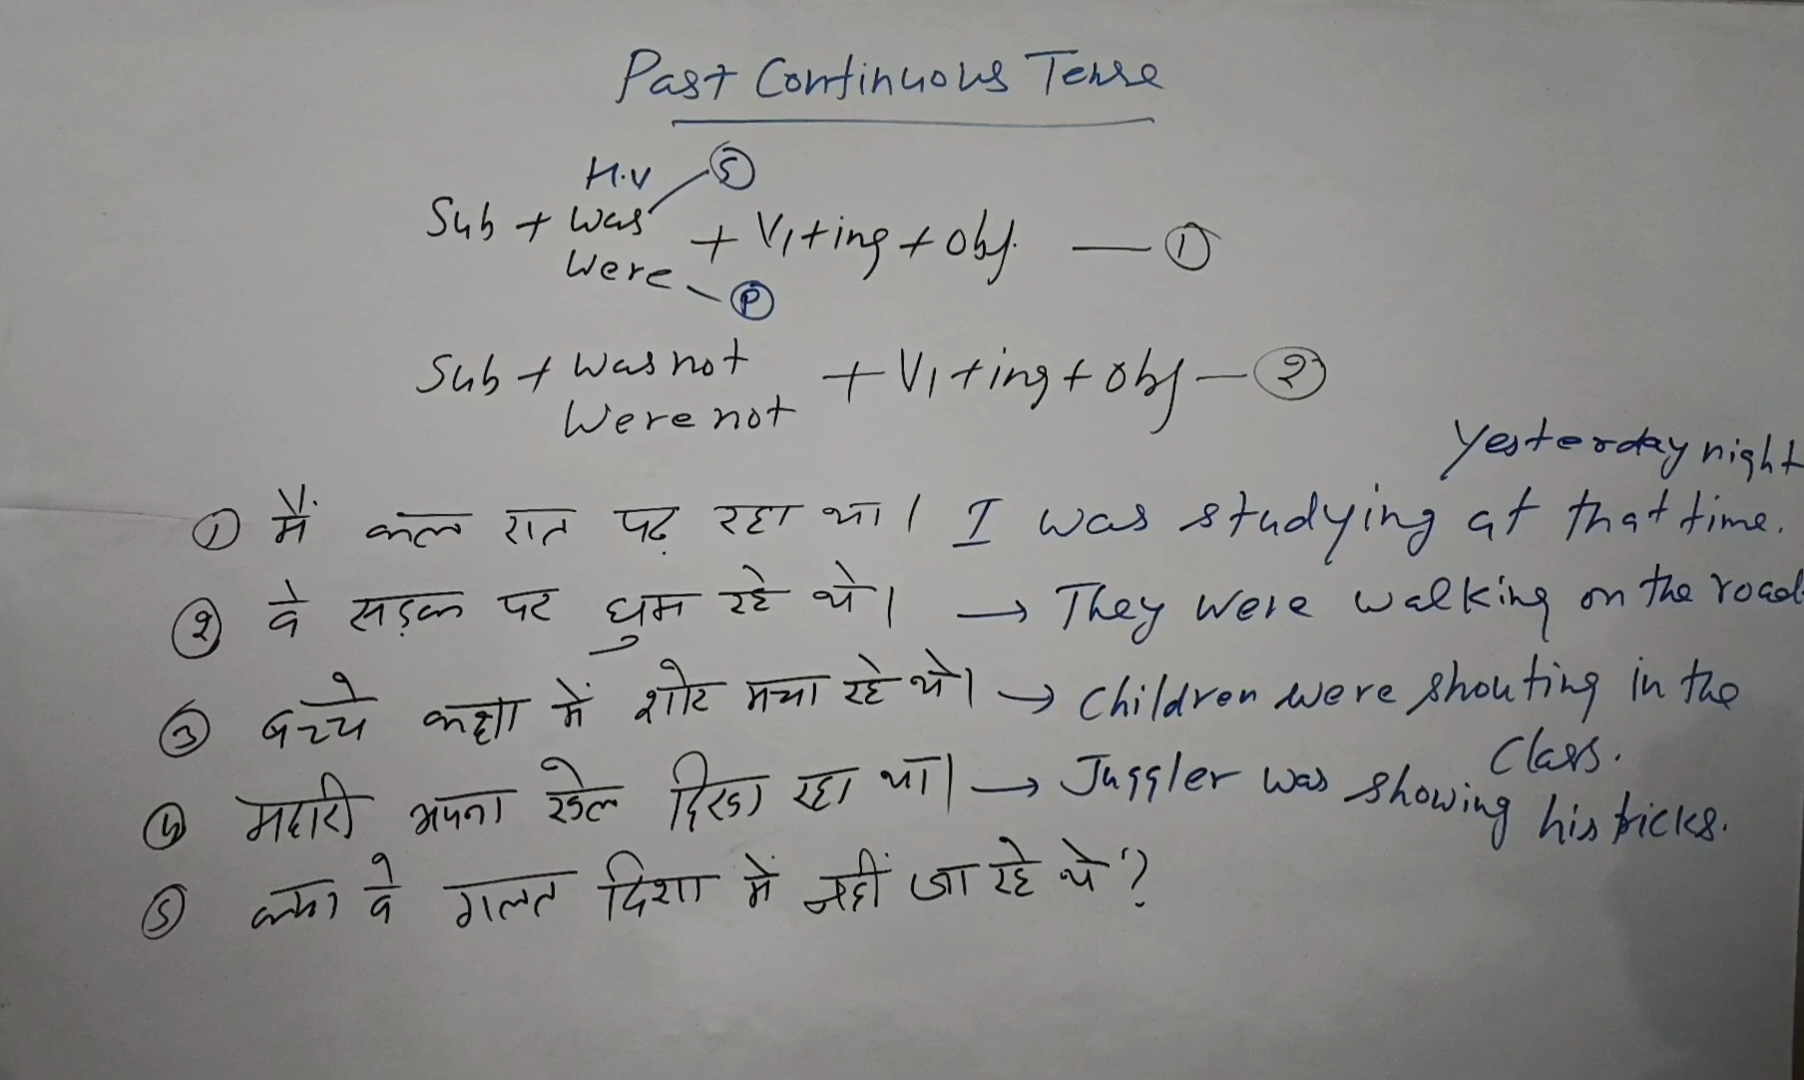 Past Continuous Tense
H.V S
Sub + was + V1+ing + obj. — 1
were P
Sub + was not + V1+ing + obj — 2
were not
yesterday night
① मैं कल रात पढ़ रहा था। I was studying at that time.
② वे सड़क पर घुम रहे थे। → They were walking on the road
③ बच्चे कक्षा में शोर मचा रहे थे। → Children were shouting in the
class.
④ मदारी अपना खेल दिखा रहा था। → Juggler was showing his tricks.
⑤ क्या वे गलत दिशा में नहीं जा रहे थे?